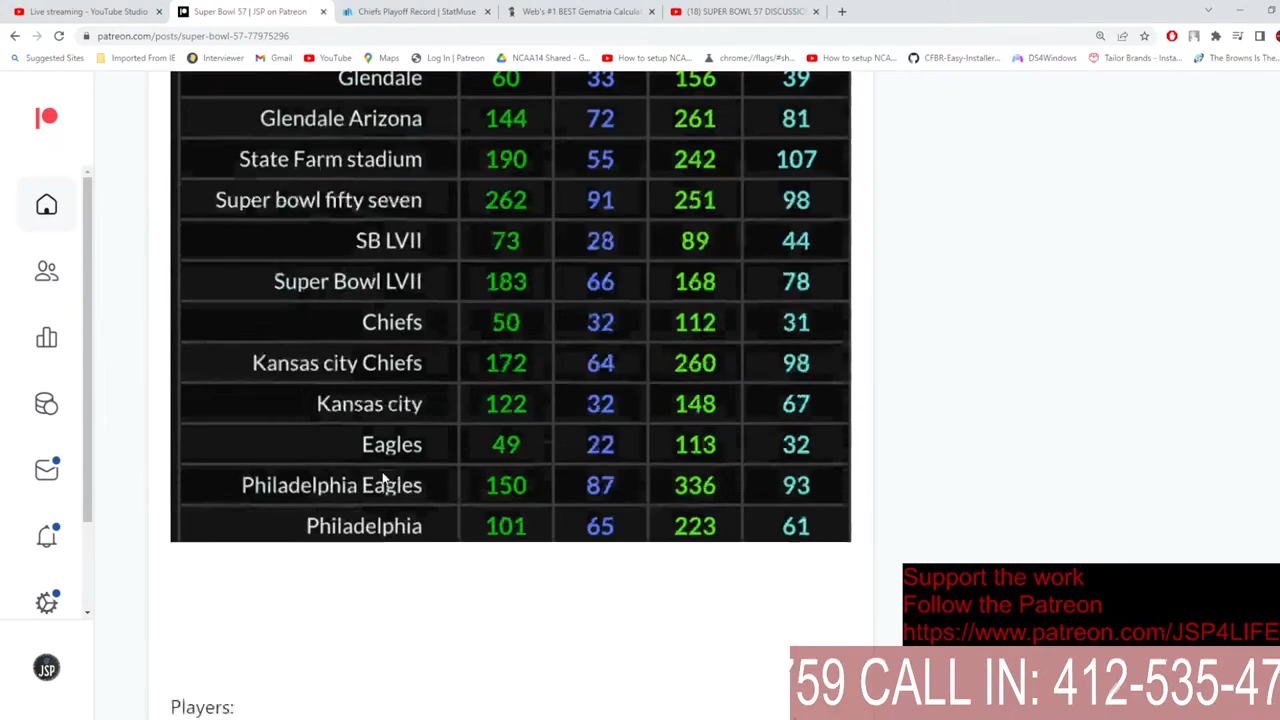 Live streaming - YouTube Studio
Super Bowl 57 | JSP on Patreon
Chiefs Playoff Record | StatMuse
Web's #1 BEST Gematria Calcula
(18) SUPER BOWL 57 DISCUSSIO
patreon.com/posts/super-bowl-57-77975296
Suggested Sites
Imported From IE
Interviewer
Gmail
YouTube
Maps
Log In | Patreon
NCAA14 Shared - G...
How to setup NCA...
chrome://flags/#sh...
How to setup NCA...
CFBR-Easy-Installer...
DS4Windows
Tailor Brands - Insta...
The Browns Is The
Glendale 60 33 156 39
Glendale Arizona 144 72 261 81
State Farm stadium 190 55 242 107
Super bowl fifty seven 262 91 251 98
SB LVII 73 28 89 44
Super Bowl LVII 183 66 168 78
Chiefs 50 32 112 31
Kansas city Chiefs 172 64 260 98
Kansas city 122 32 148 67
Eagles 49 22 113 32
Philadelphia Eagles 150 87 336 93
Philadelphia 101 65 223 61
Support the work
Follow the Patreon
https://www.patreon.com/JSP4LIFE
759 CALL IN: 412-535-47
JSP
Players: